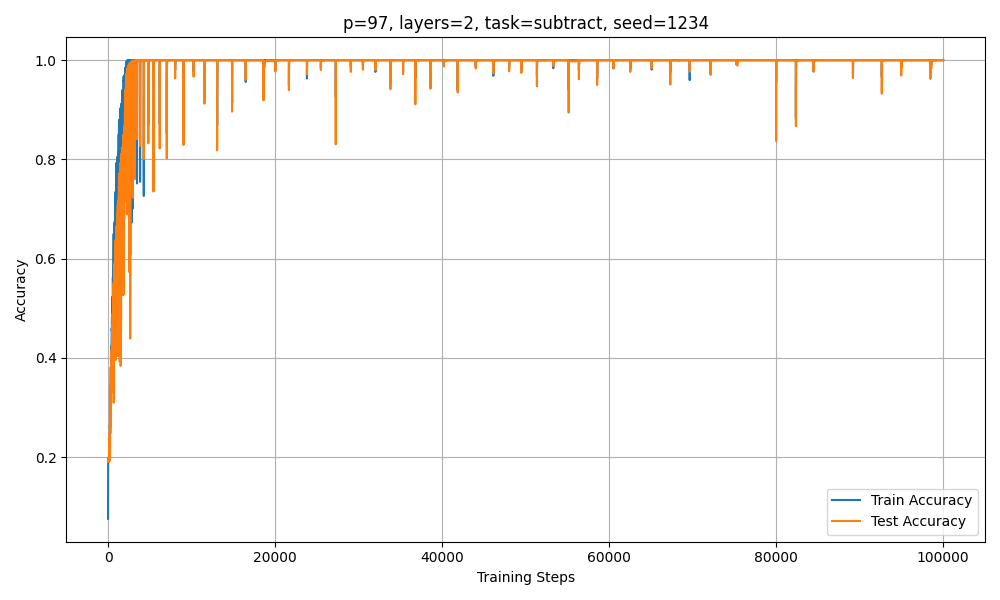 p=97, layers=2, task=subtract, seed=1234
1.0
0.8
0.6
0.4
0.2
Accuracy
0 20000 40000 60000 80000 100000
Training Steps
Train Accuracy
Test Accuracy